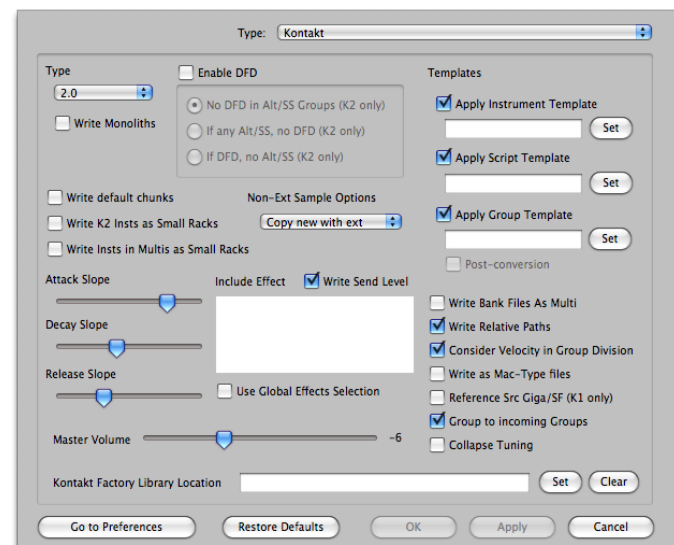 Type: Kontakt
Type
2.0
Write Monoliths
Enable DFD
No DFD in Alt/SS Groups (K2 only)
If any Alt/SS, no DFD (K2 only)
If DFD, no Alt/SS (K2 only)
Write default chunks
Write K2 Insts as Small Racks
Write Insts in Multis as Small Racks
Non-Ext Sample Options
Copy new with ext
Attack Slope
Decay Slope
Release Slope
Include Effect
Write Send Level
Use Global Effects Selection
Master Volume
-6
Templates
Apply Instrument Template
Set
Apply Script Template
Set
Apply Group Template
Set
Post-conversion
Write Bank Files As Multi
Write Relative Paths
Consider Velocity in Group Division
Write as Mac-Type files
Reference Src Giga/SF (K1 only)
Group to incoming Groups
Collapse Tuning
Kontakt Factory Library Location
Set
Clear
Go to Preferences
Restore Defaults
OK
Apply
Cancel